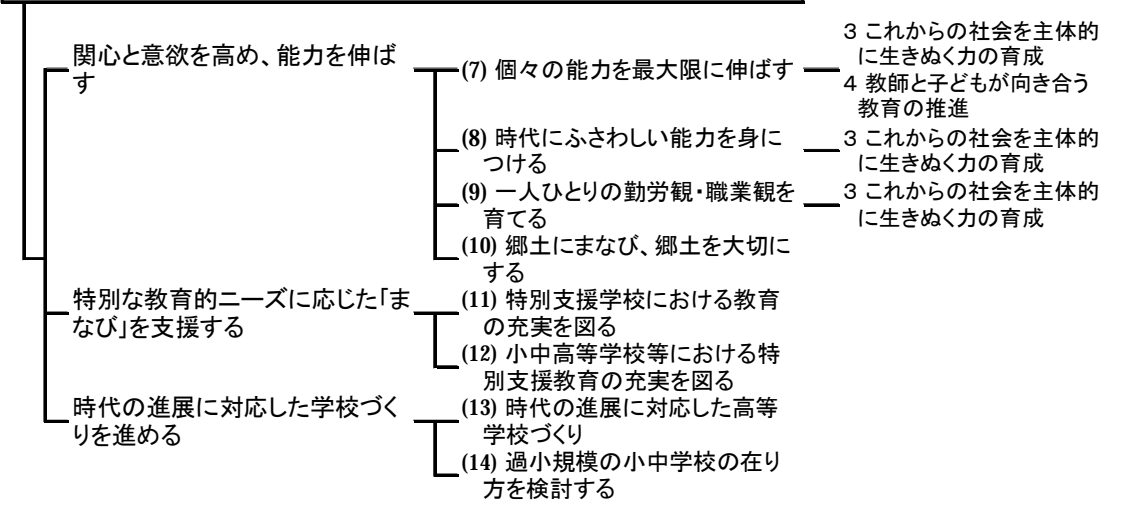 関心と意欲を高め、能力を伸ば
す
(7) 個々の能力を最大限に伸ばす
3 これからの社会を主体的
に生きぬく力の育成
4 教師と子どもが向き合う
教育の推進
(8) 時代にふさわしい能力を身に
つける
3 これからの社会を主体的
に生きぬく力の育成
(9) 一人ひとりの勤労観・職業観を
育てる
3 これからの社会を主体的
に生きぬく力の育成
(10) 郷土にまなび、郷土を大切に
する
特別な教育的ニーズに応じた「ま
なび」を支援する
(11) 特別支援学校における教育
の充実を図る
(12) 小中高等学校等における特
別支援教育の充実を図る
時代の進展に対応した学校づく
りを進める
(13) 時代の進展に対応した高等
学校づくり
(14) 過小規模の小中学校の在り
方を検討する